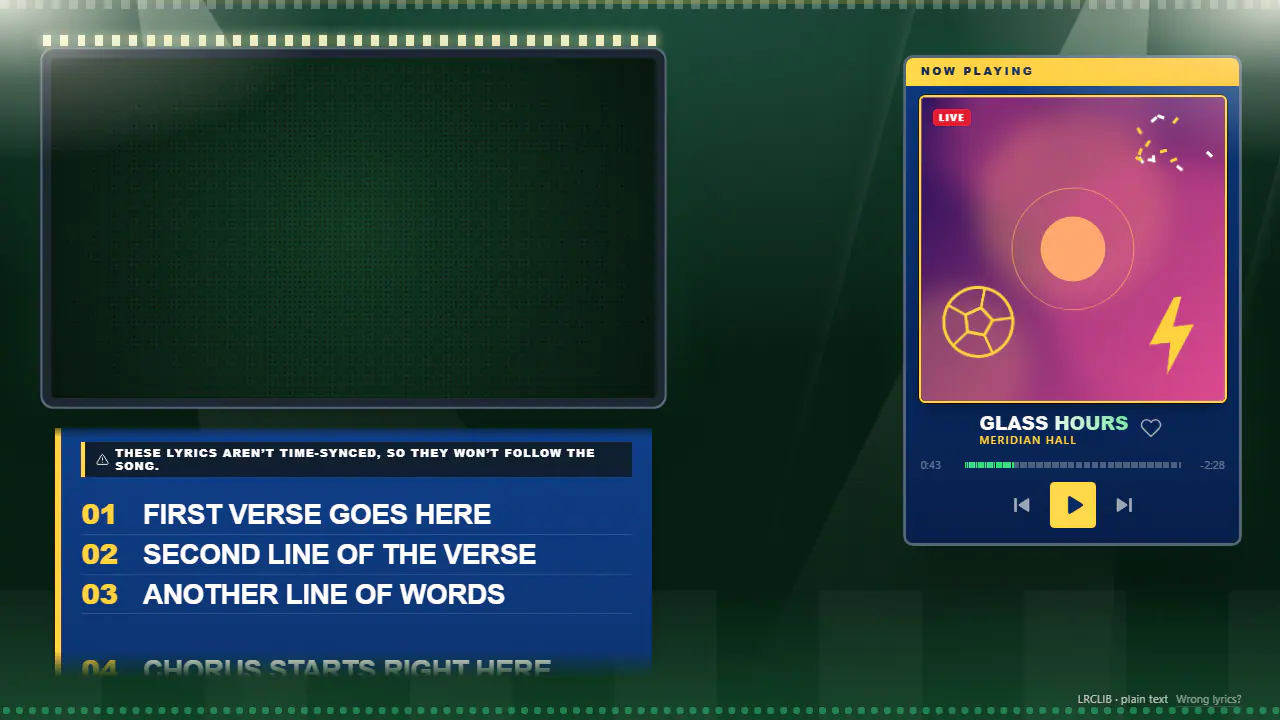 NOW PLAYING
LIVE
GLASS HOURS
MERIDIAN HALL
0:43
-2:28
THESE LYRICS AREN'T TIME-SYNCED, SO THEY WON'T FOLLOW THE
SONG.
01 FIRST VERSE GOES HERE
02 SECOND LINE OF THE VERSE
03 ANOTHER LINE OF WORDS
04 CHORUS STARTS RIGHT HERE
LRCLIB • plain text Wrong lyrics?